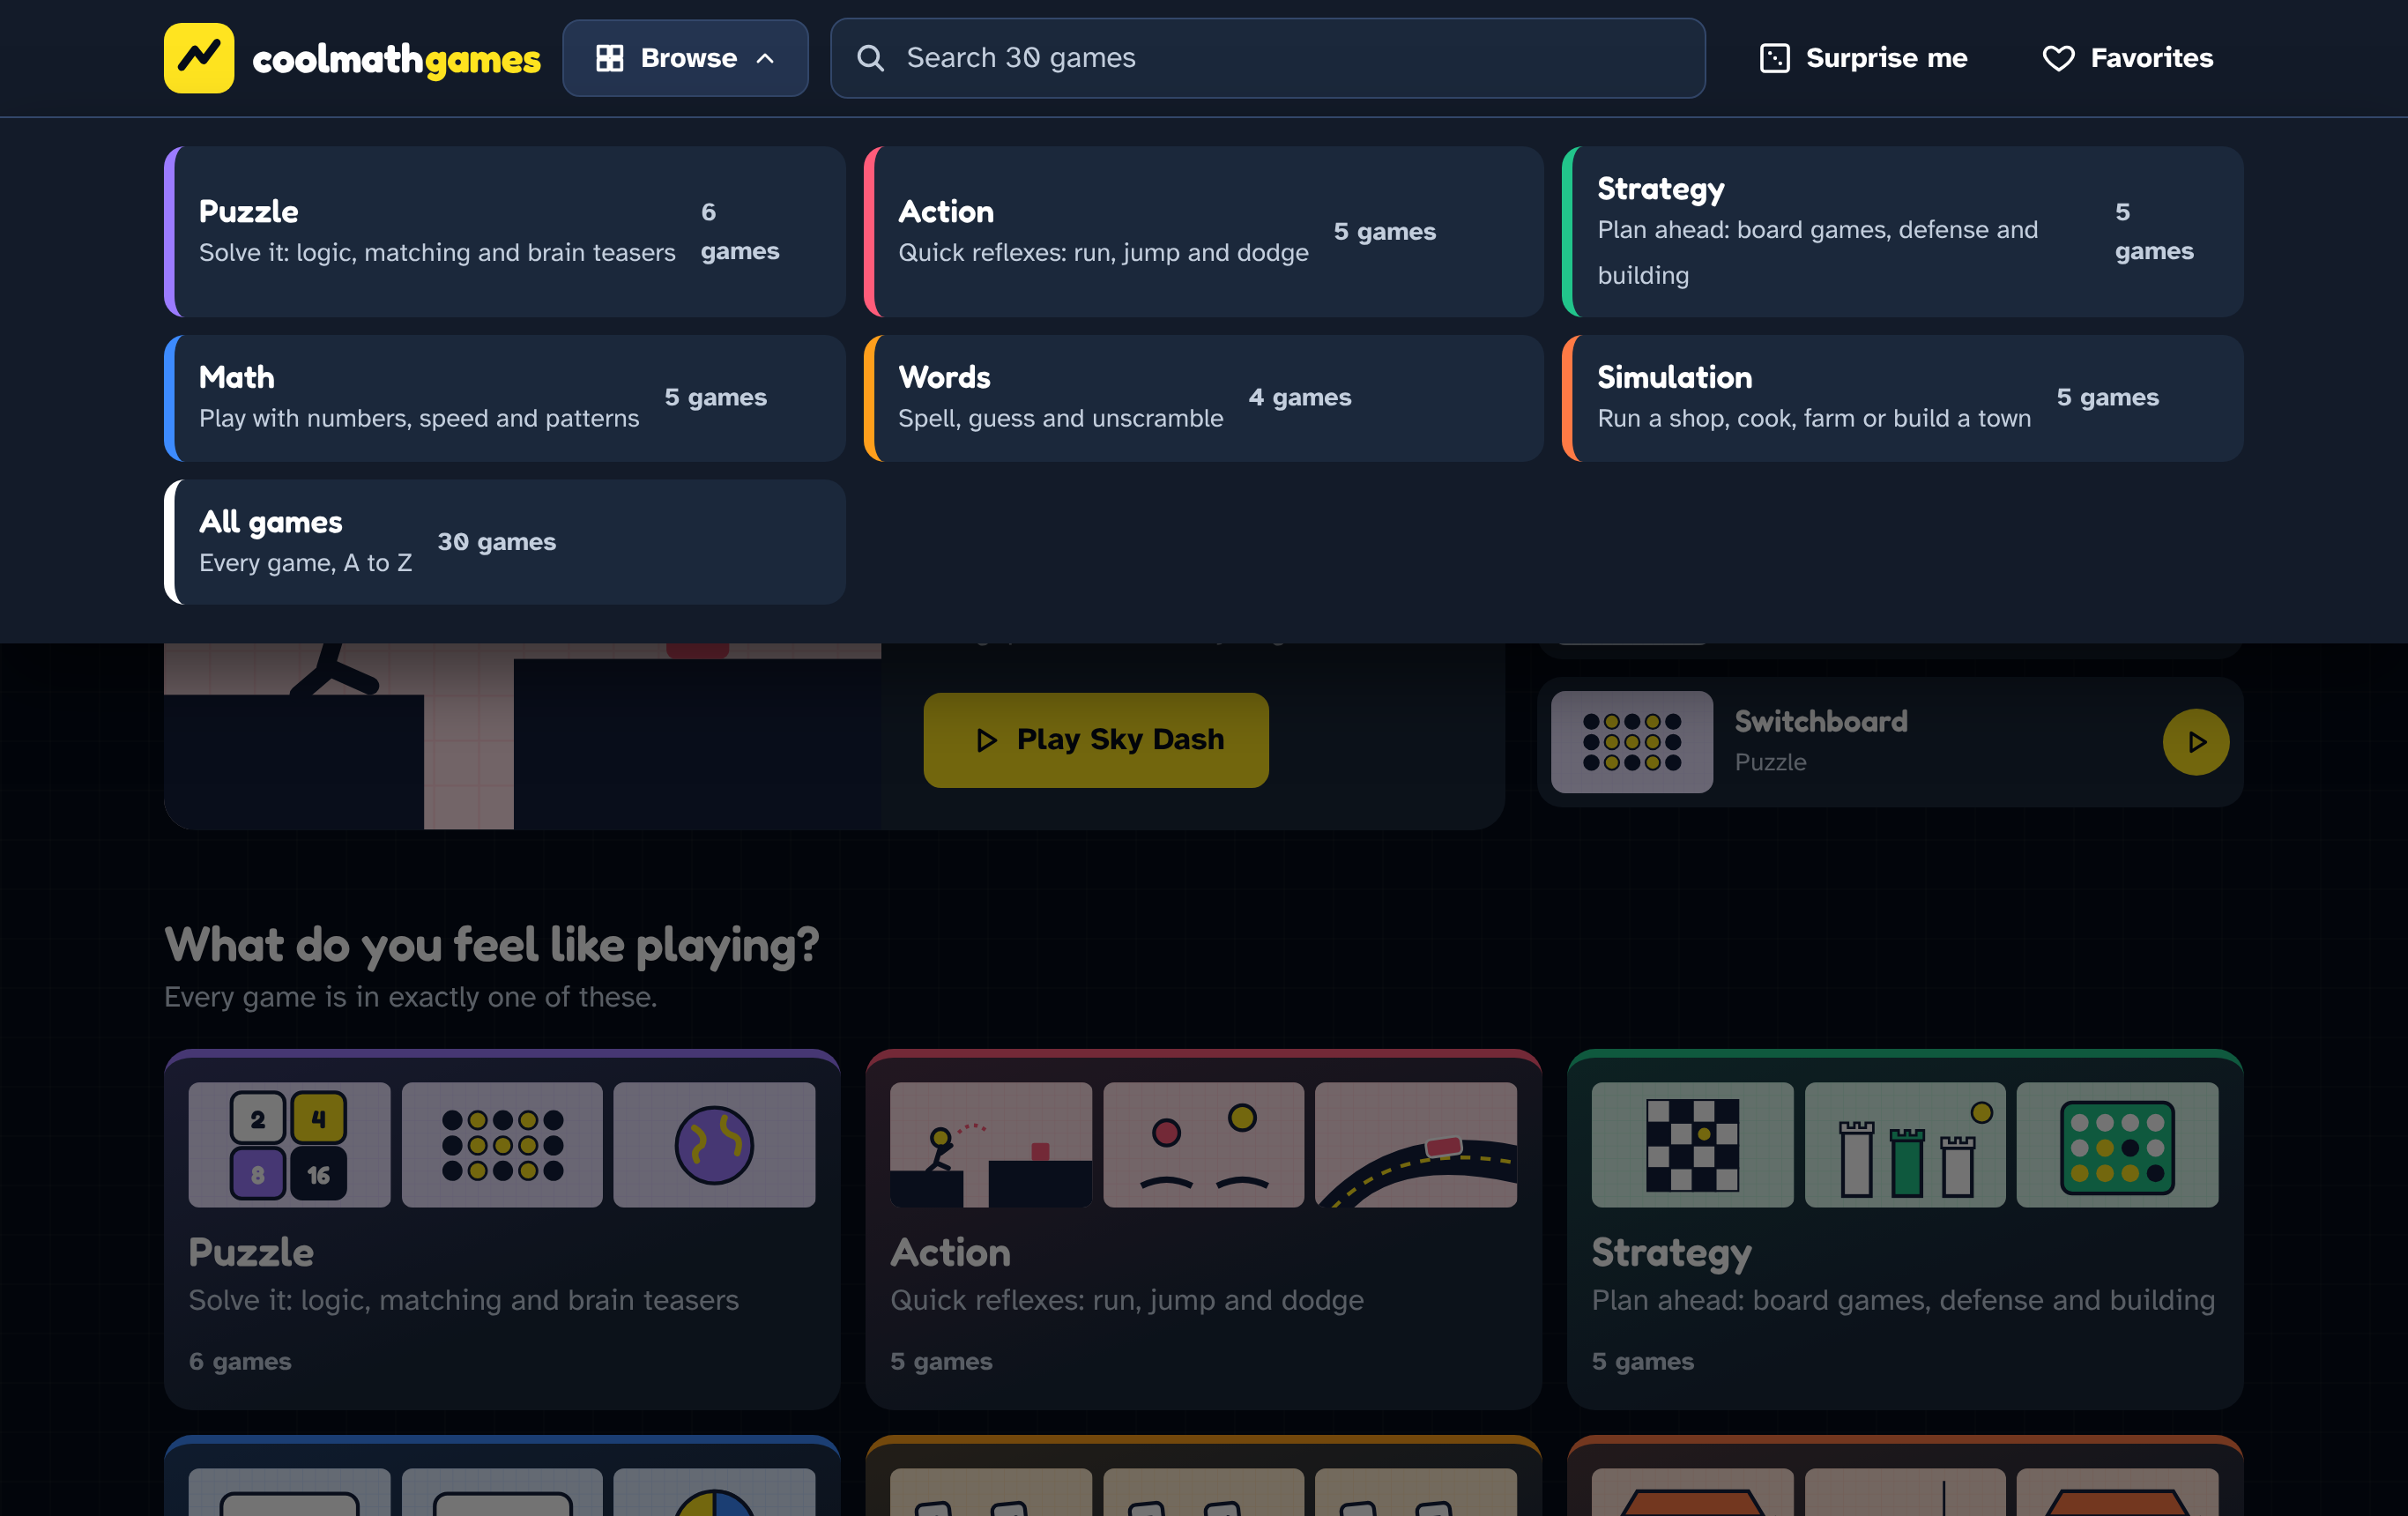 coolmathgames
Browse
Search 30 games
Surprise me
Favorites
Puzzle
Solve it: logic, matching and brain teasers
6
games
Action
Quick reflexes: run, jump and dodge
5 games
Strategy
Plan ahead: board games, defense and
building
5
games
Math
Play with numbers, speed and patterns
5 games
Words
Spell, guess and unscramble
4 games
Simulation
Run a shop, cook, farm or build a town
5 games
All games
Every game, A to Z
30 games
Play Sky Dash
Switchboard
Puzzle
What do you feel like playing?
Every game is in exactly one of these.
2 4
8 16
Puzzle
Solve it: logic, matching and brain teasers
6 games
Action
Quick reflexes: run, jump and dodge
5 games
Strategy
Plan ahead: board games, defense and building
5 games